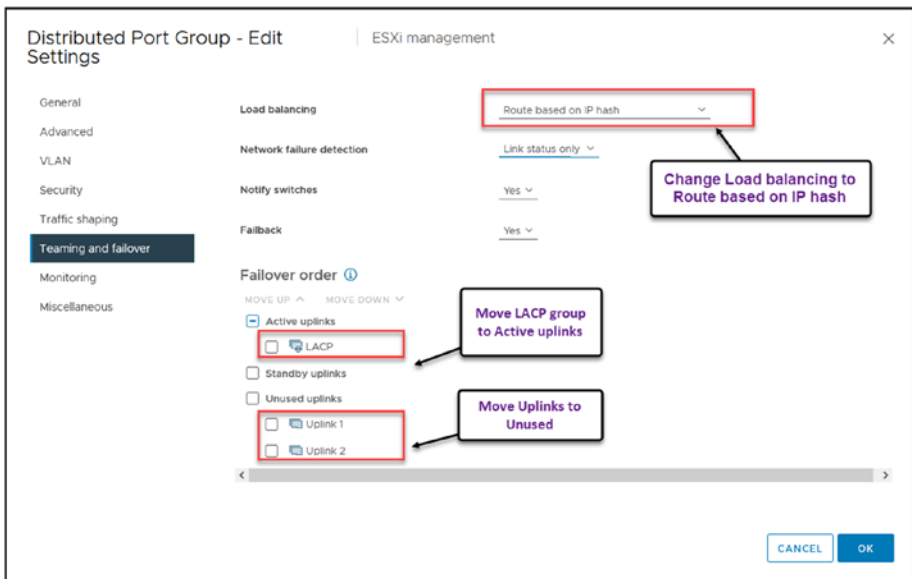 Distributed Port Group - Edit Settings
ESXi management
General
Advanced
VLAN
Security
Traffic shaping
Teaming and failover
Monitoring
Miscellaneous
Load balancing
Route based on IP hash
Network failure detection
Link status only
Notify switches
Yes
Failback
Yes
Change Load balancing to
Route based on IP hash
Failover order
MOVE UP
MOVE DOWN
Active uplinks
LACP
Standby uplinks
Unused uplinks
Uplink 1
Uplink 2
Move LACP group
to Active uplinks
Move Uplinks to
Unused
CANCEL
OK